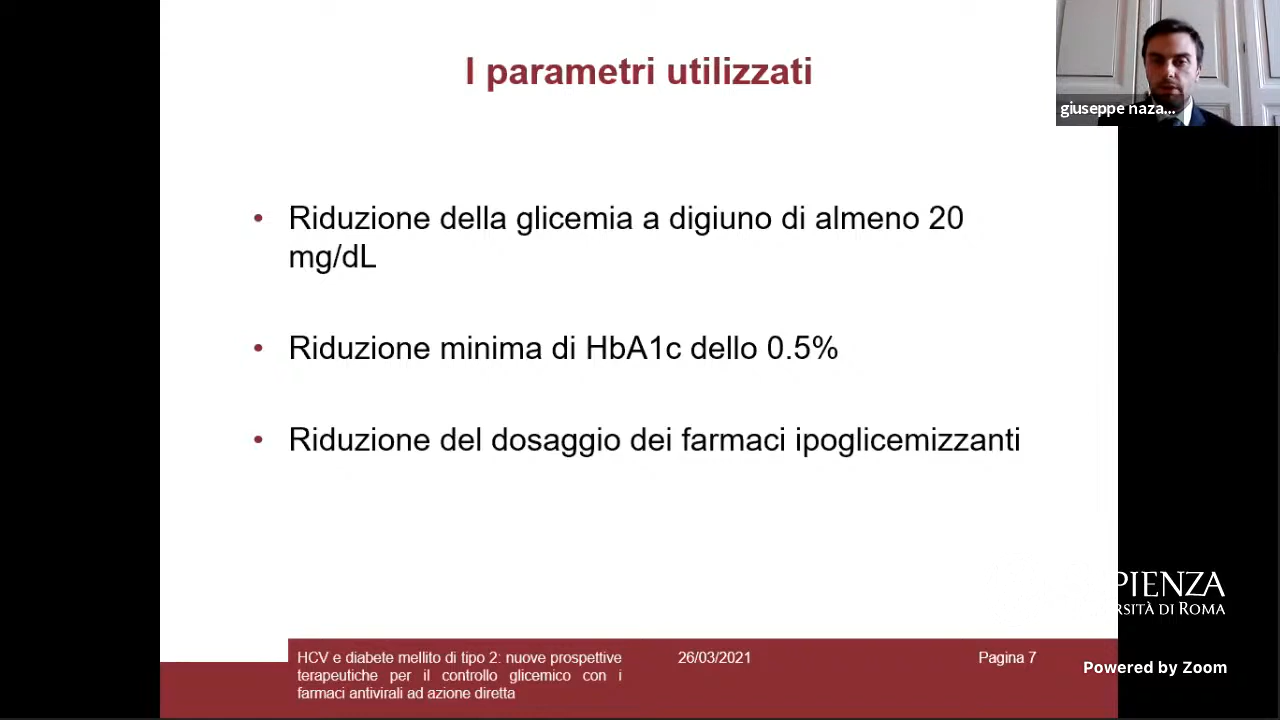 I parametri utilizzati
giuseppe naza...
• Riduzione della glicemia a digiuno di almeno 20
mg/dL
• Riduzione minima di HbA1c dello 0.5%
• Riduzione del dosaggio dei farmaci ipoglicemizzanti
PIENZA
RSITÀ DI ROMA
HCV e diabete mellito di tipo 2: nuove prospettive
terapeutiche per il controllo glicemico con i
farmaci antivirali ad azione diretta
26/03/2021
Pagina 7
Powered by Zoom